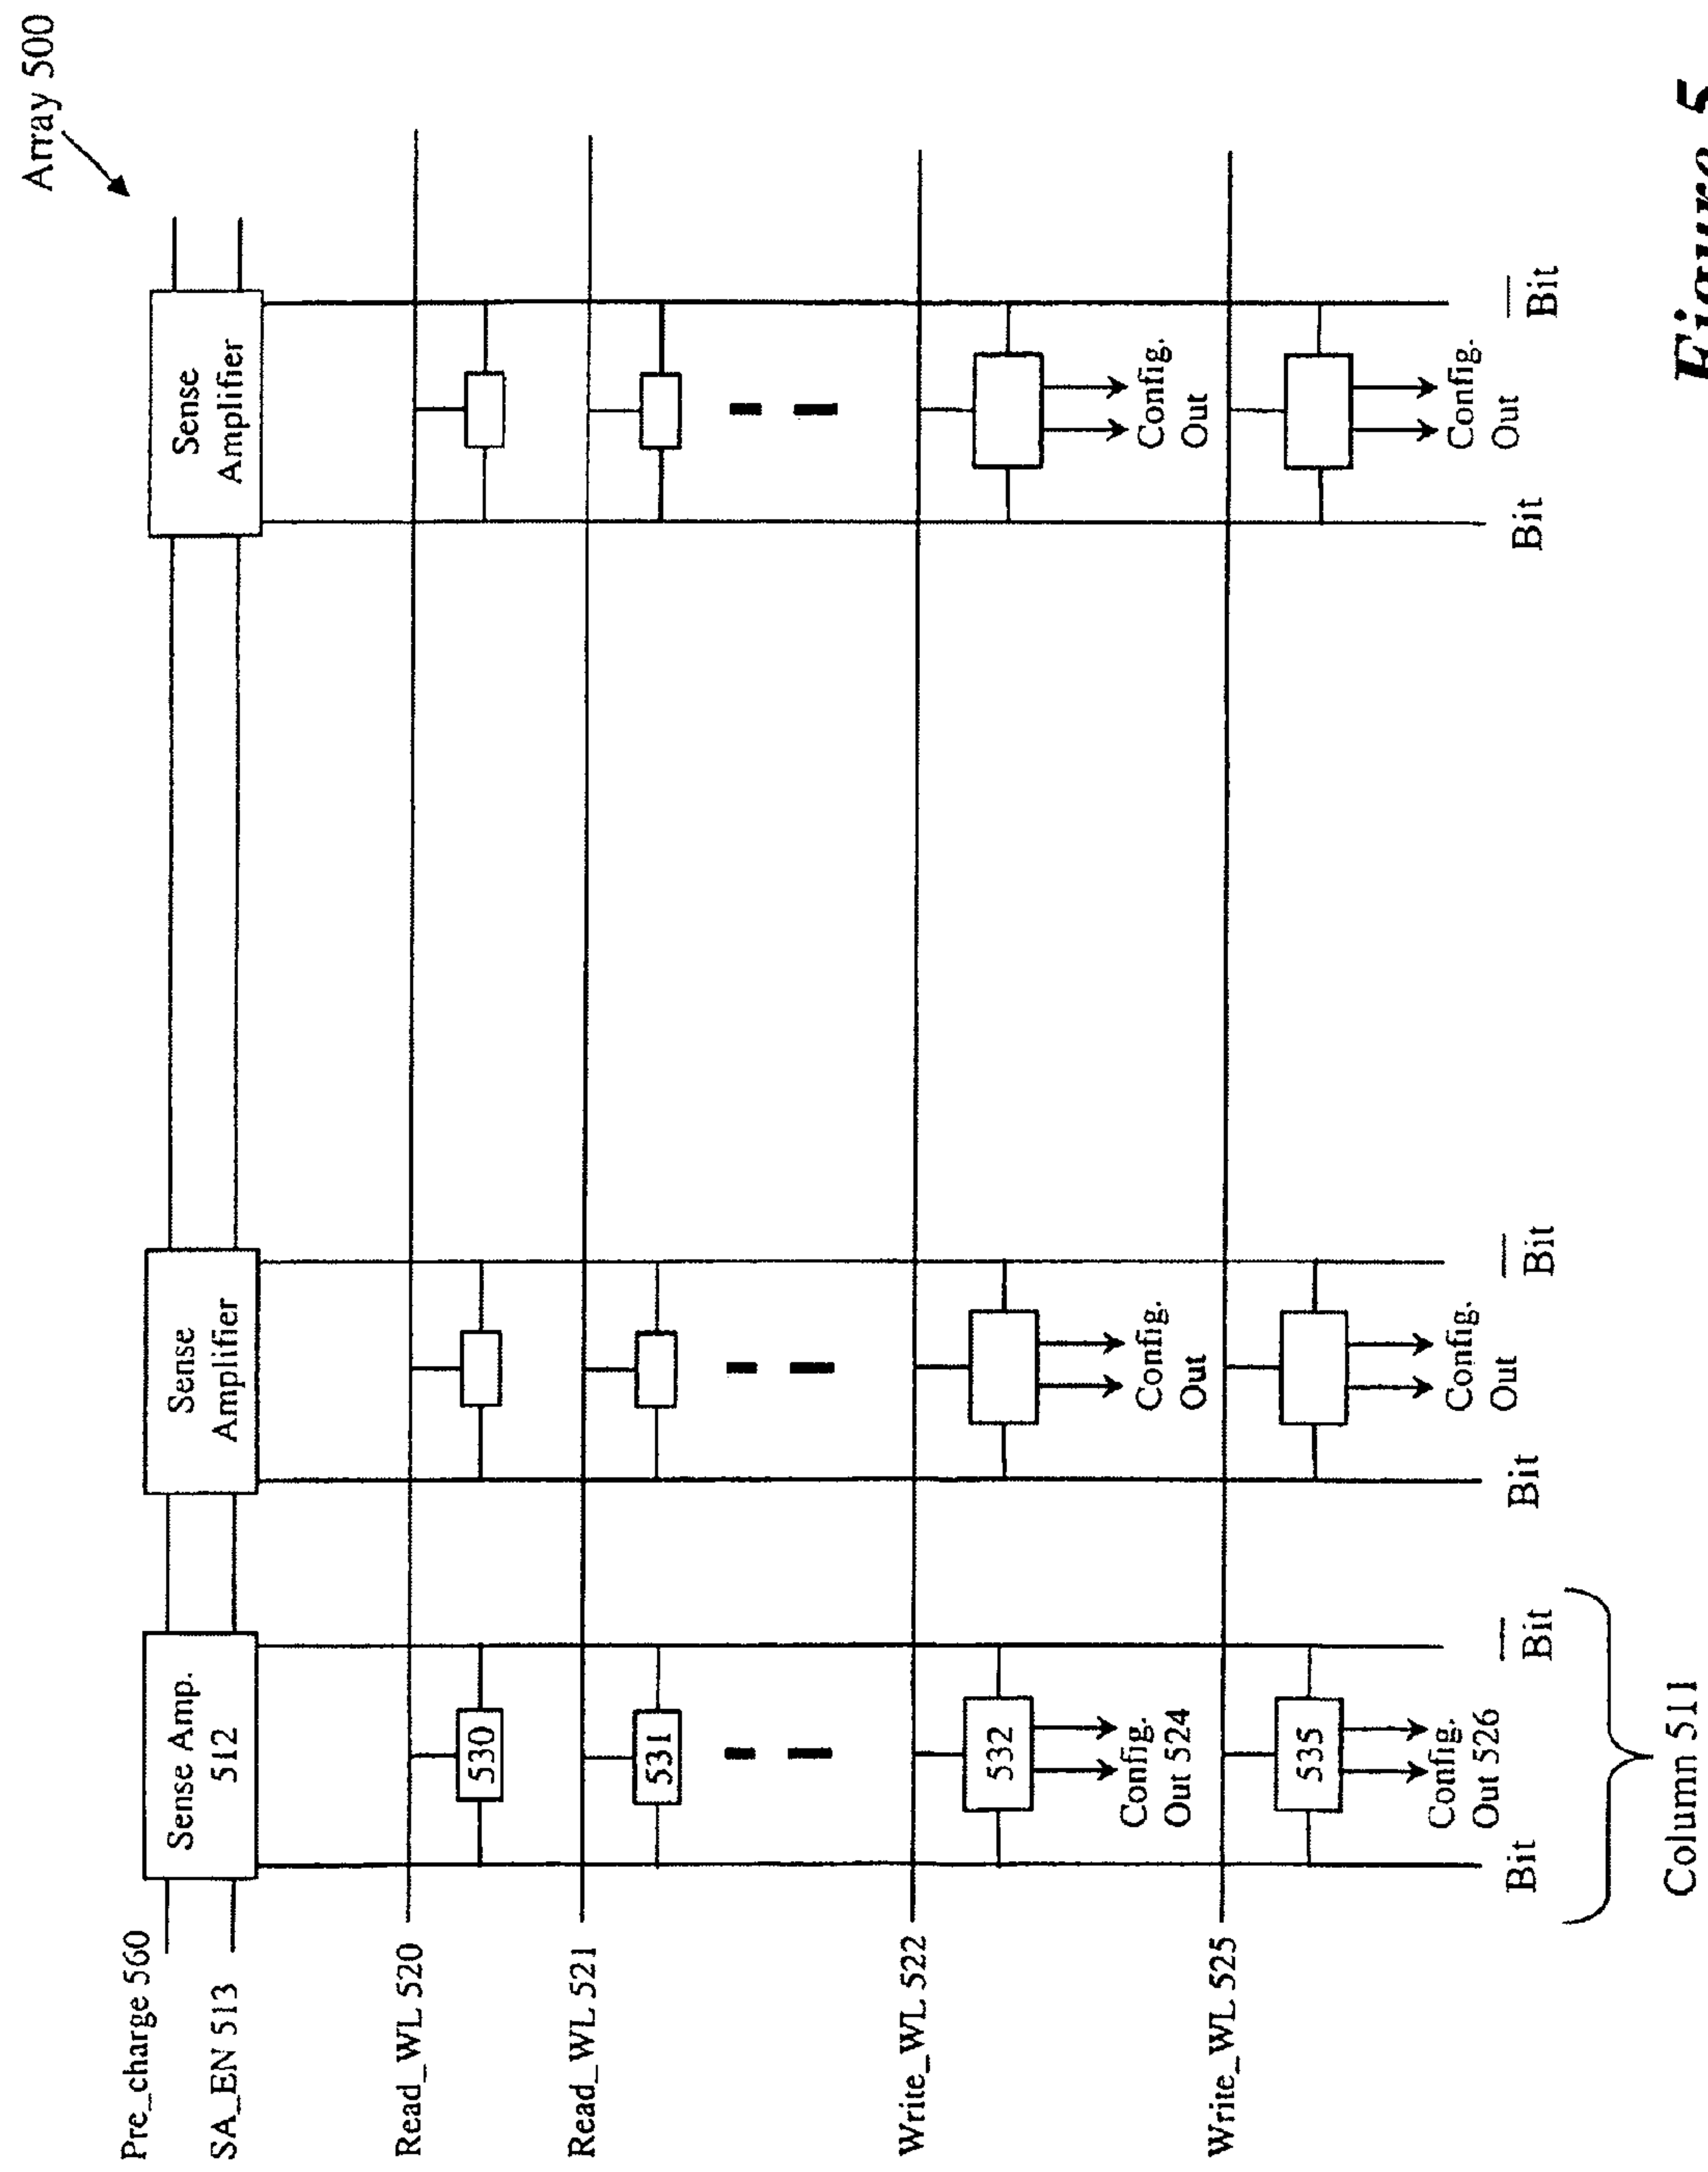 Array 500
Pre_charge 560
SA_EN 513
Sense Amp.
512
Sense
Amplifier
Sense
Amplifier
Read_WL 520
530
Read_WL 521
531
Write_WL 522
532
Config.
Out 524
Config.
Out
Config.
Out
Write_WL 525
535
Config.
Out 526
Config.
Out
Config.
Out
Bit
Bit
Bit
Bit
Bit
Bit
Column 511
Figure 5